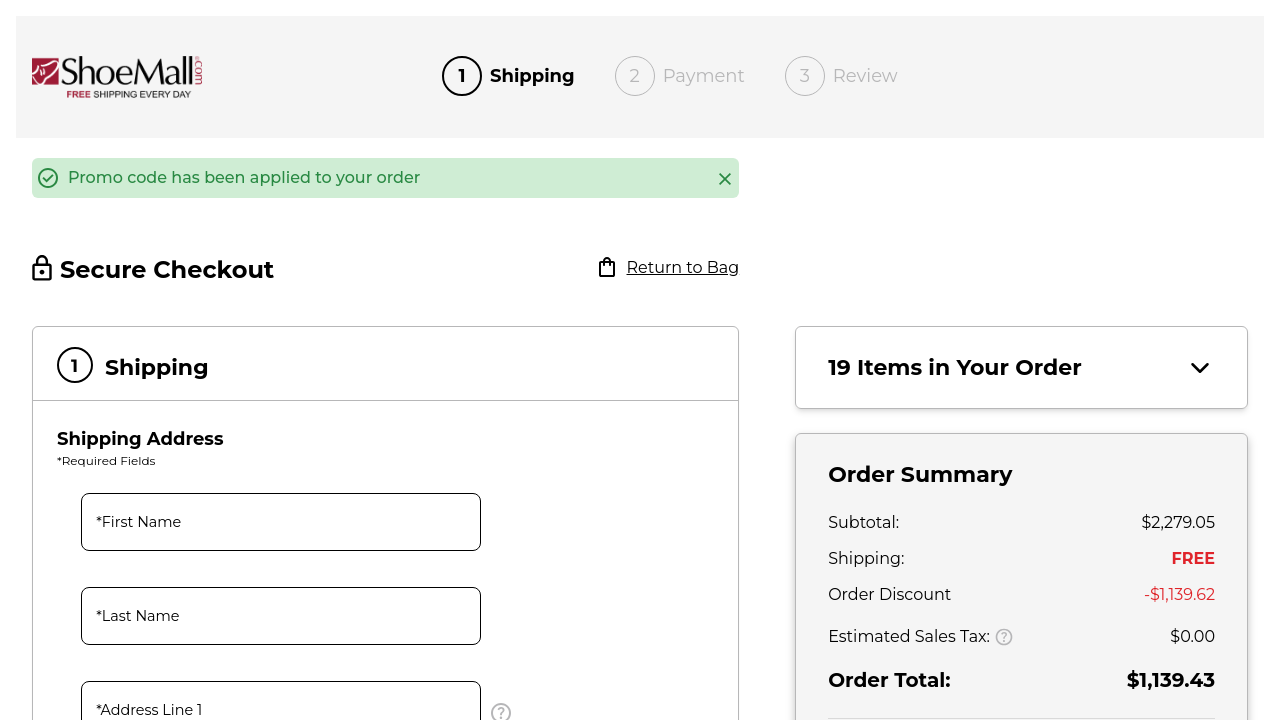 ShoeMall.com
FREE SHIPPING EVERY DAY
1 Shipping
2 Payment
3 Review
Promo code has been applied to your order
Secure Checkout
Return to Bag
1 Shipping
Shipping Address
*Required Fields
*First Name
*Last Name
*Address Line 1
?
19 Items in Your Order
Order Summary
Subtotal: $2,279.05
Shipping: FREE
Order Discount -$1,139.62
Estimated Sales Tax: ? $0.00
Order Total: $1,139.43